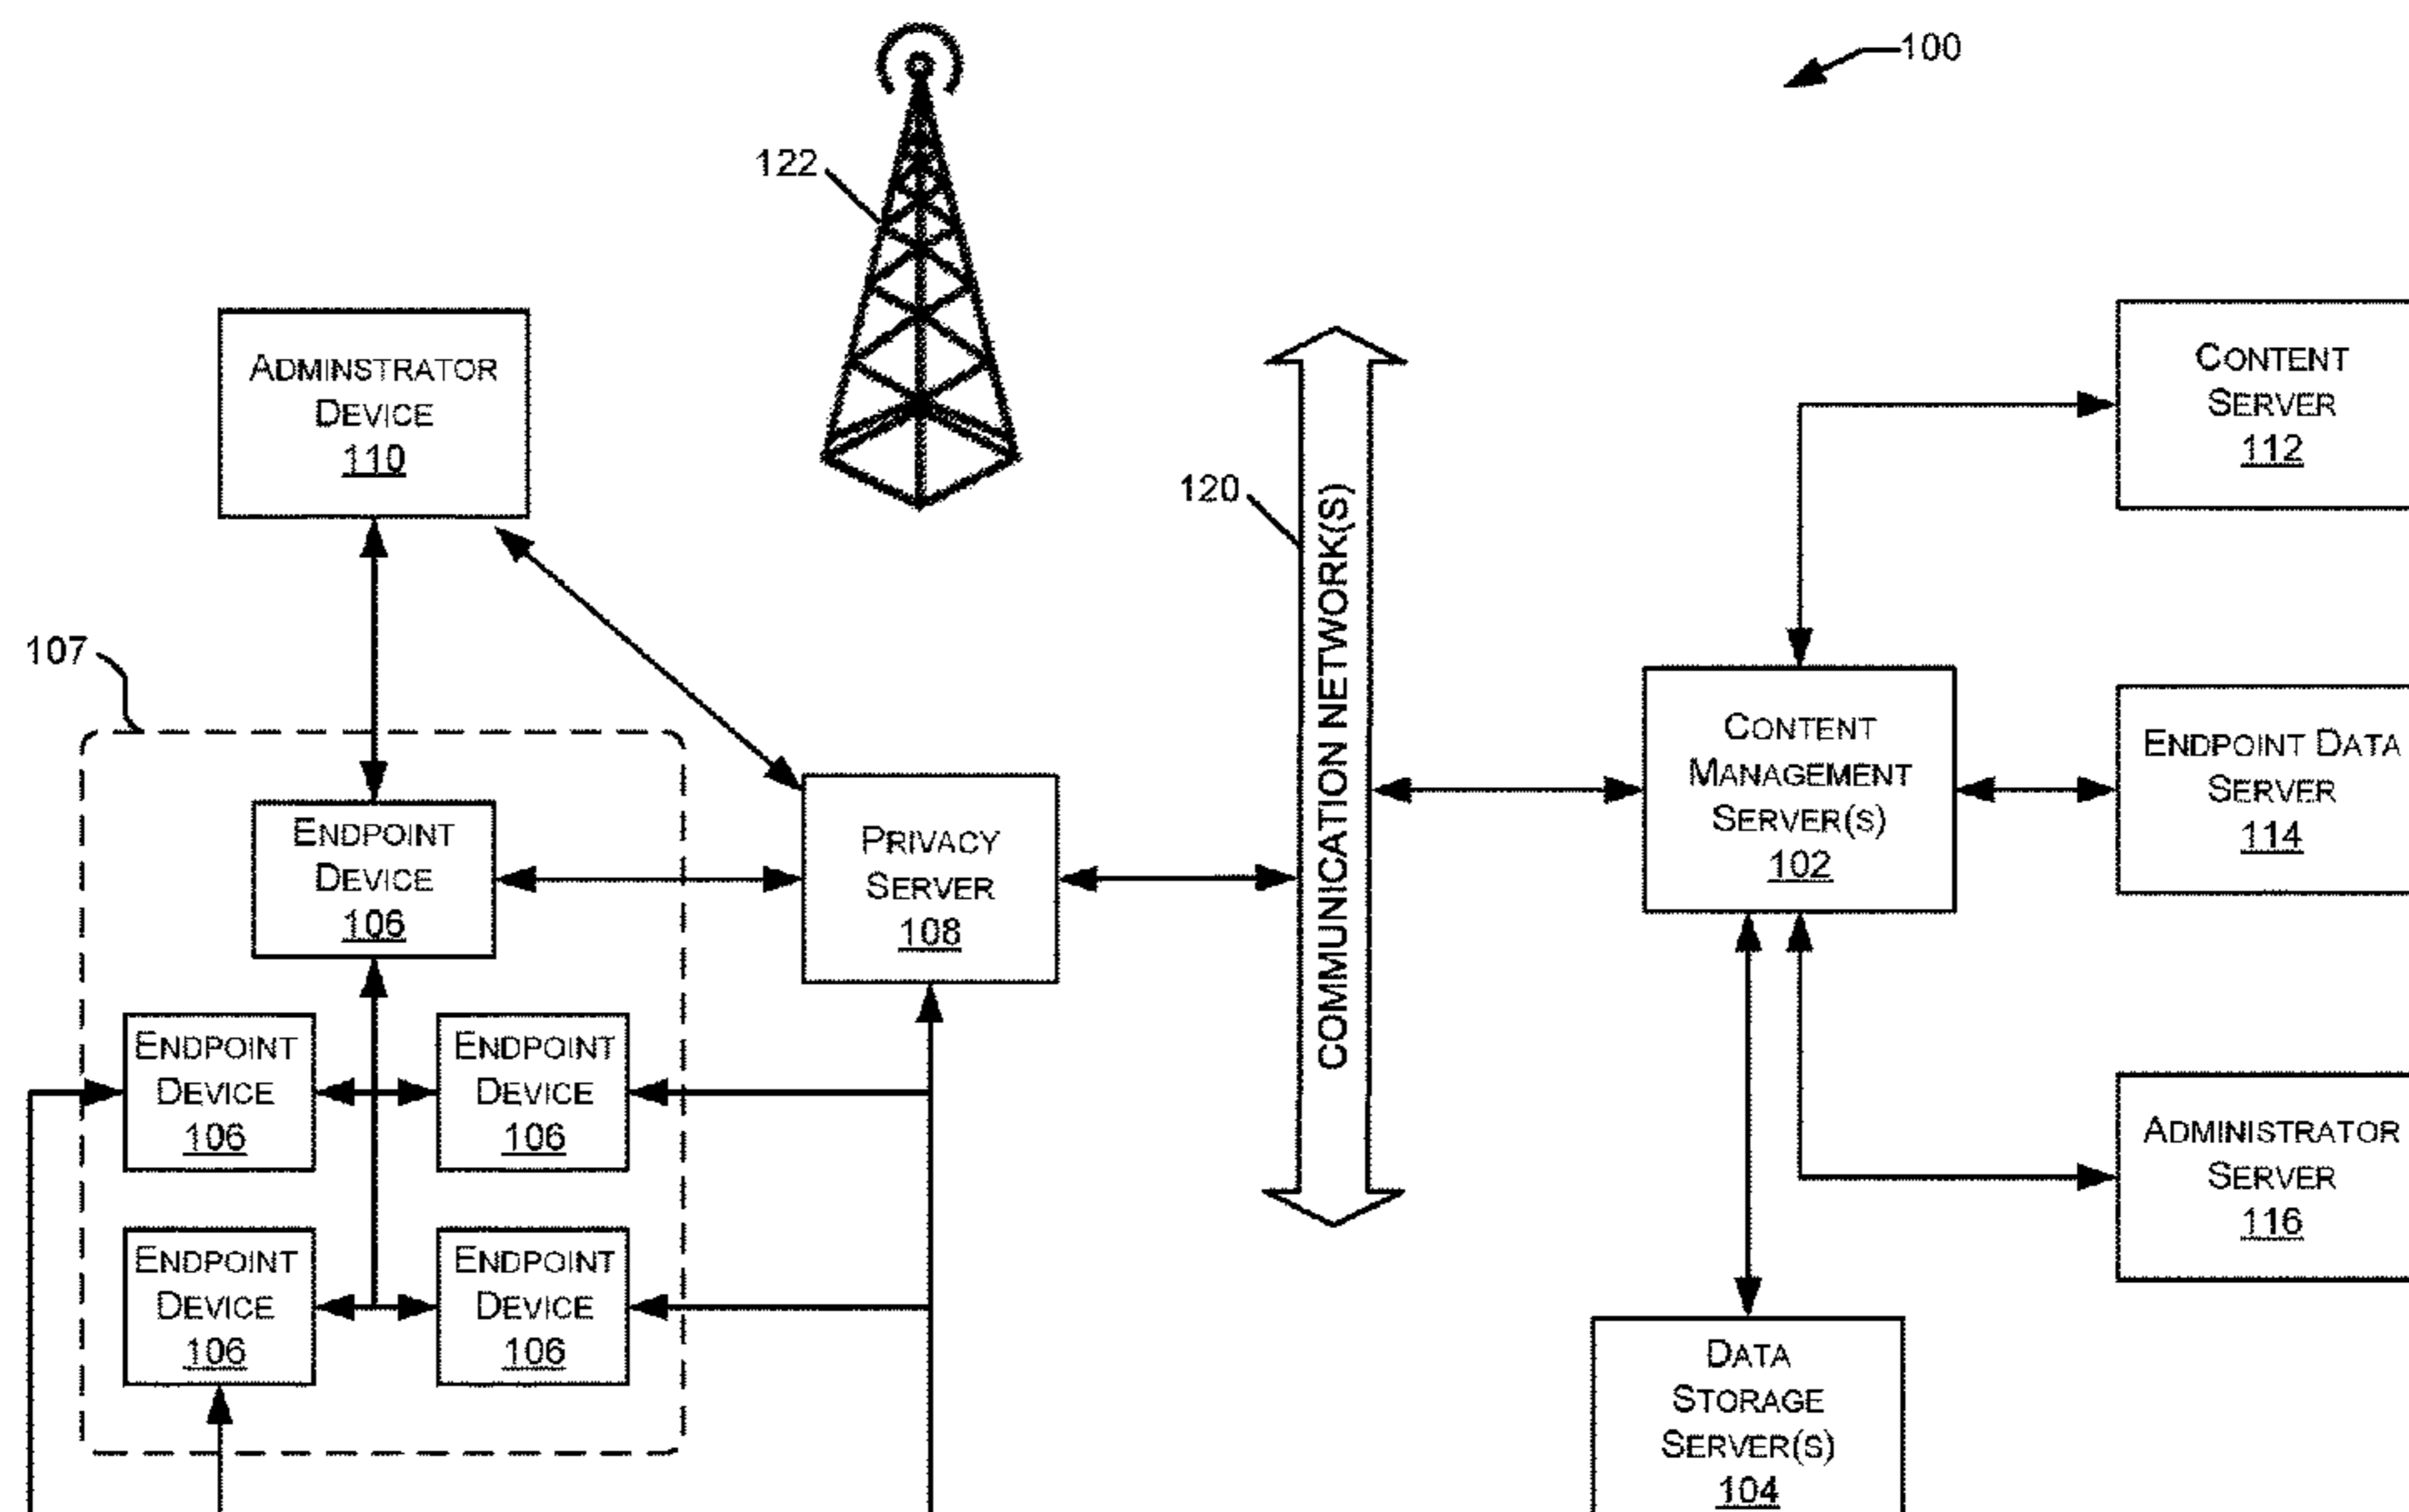 100
122
ADMINSTRATOR
DEVICE
110
CONTENT
SERVER
112
120
COMMUNICATION NETWORK(S)
107
CONTENT
MANAGEMENT
SERVER(S)
102
ENDPOINT DATA
SERVER
114
ENDPOINT
DEVICE
106
PRIVACY
SERVER
108
ENDPOINT
DEVICE
106
ENDPOINT
DEVICE
106
ADMINISTRATOR
SERVER
116
ENDPOINT
DEVICE
106
ENDPOINT
DEVICE
106
DATA
STORAGE
SERVER(S)
104